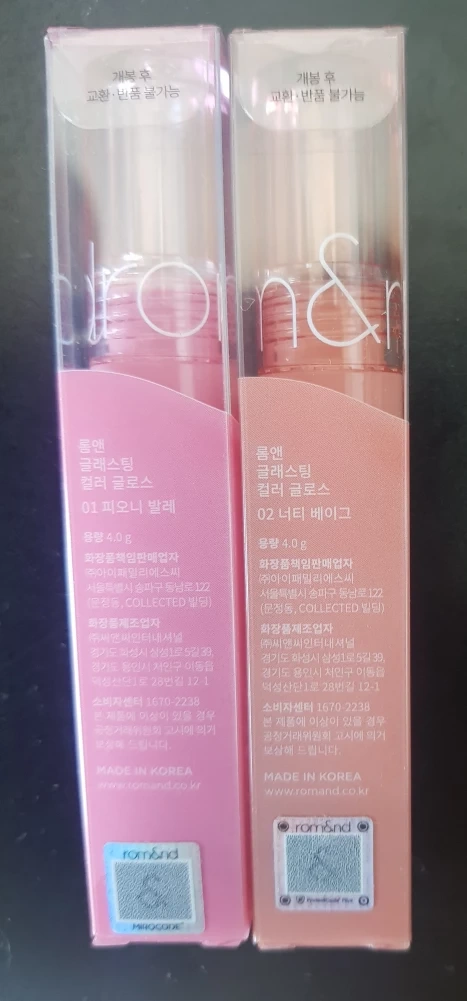 개봉 후
교환·반품 불가능
개봉 후
교환·반품 불가능
ro
n&
롬앤
글래스팅
컬러 글로스
01 피오니 발레
용량 4.0 g
화장품책임판매업자
㈜아이패밀리에스씨
서울특별시 송파구 동남로 122
(문정동, COLLECTED 빌딩)
화장품제조업자
㈜씨앤씨인터내셔널
경기도 화성시 삼성1로5길 39,
경기도 용인시 처인구 이동읍
덕성산단1로 28번길 12-1
소비자센터 1670-2238
본 제품에 이상이 있을 경우
공정거래위원회 고시에 의거
보상해 드립니다.
MADE IN KOREA
www.romand.co.kr
rom&nd
&
HIDDCODE
롬앤
글래스팅
컬러 글로스
02 너티 베이그
용량 4.0 g
화장품책임판매업자
㈜아이패밀리에스씨
서울특별시 송파구 동남로 122
(문정동, COLLECTED 빌딩)
화장품제조업자
㈜씨앤씨인터내셔널
경기도 화성시 삼성1로5길 39,
경기도 용인시 처인구 이동읍
덕성산단1로 28번길 12-1
소비자센터 1670-2238
본 제품에 이상이 있을 경우
공정거래위원회 고시에 의거
보상해 드립니다.
MADE IN KOREA
www.romand.co.kr
rom&nd